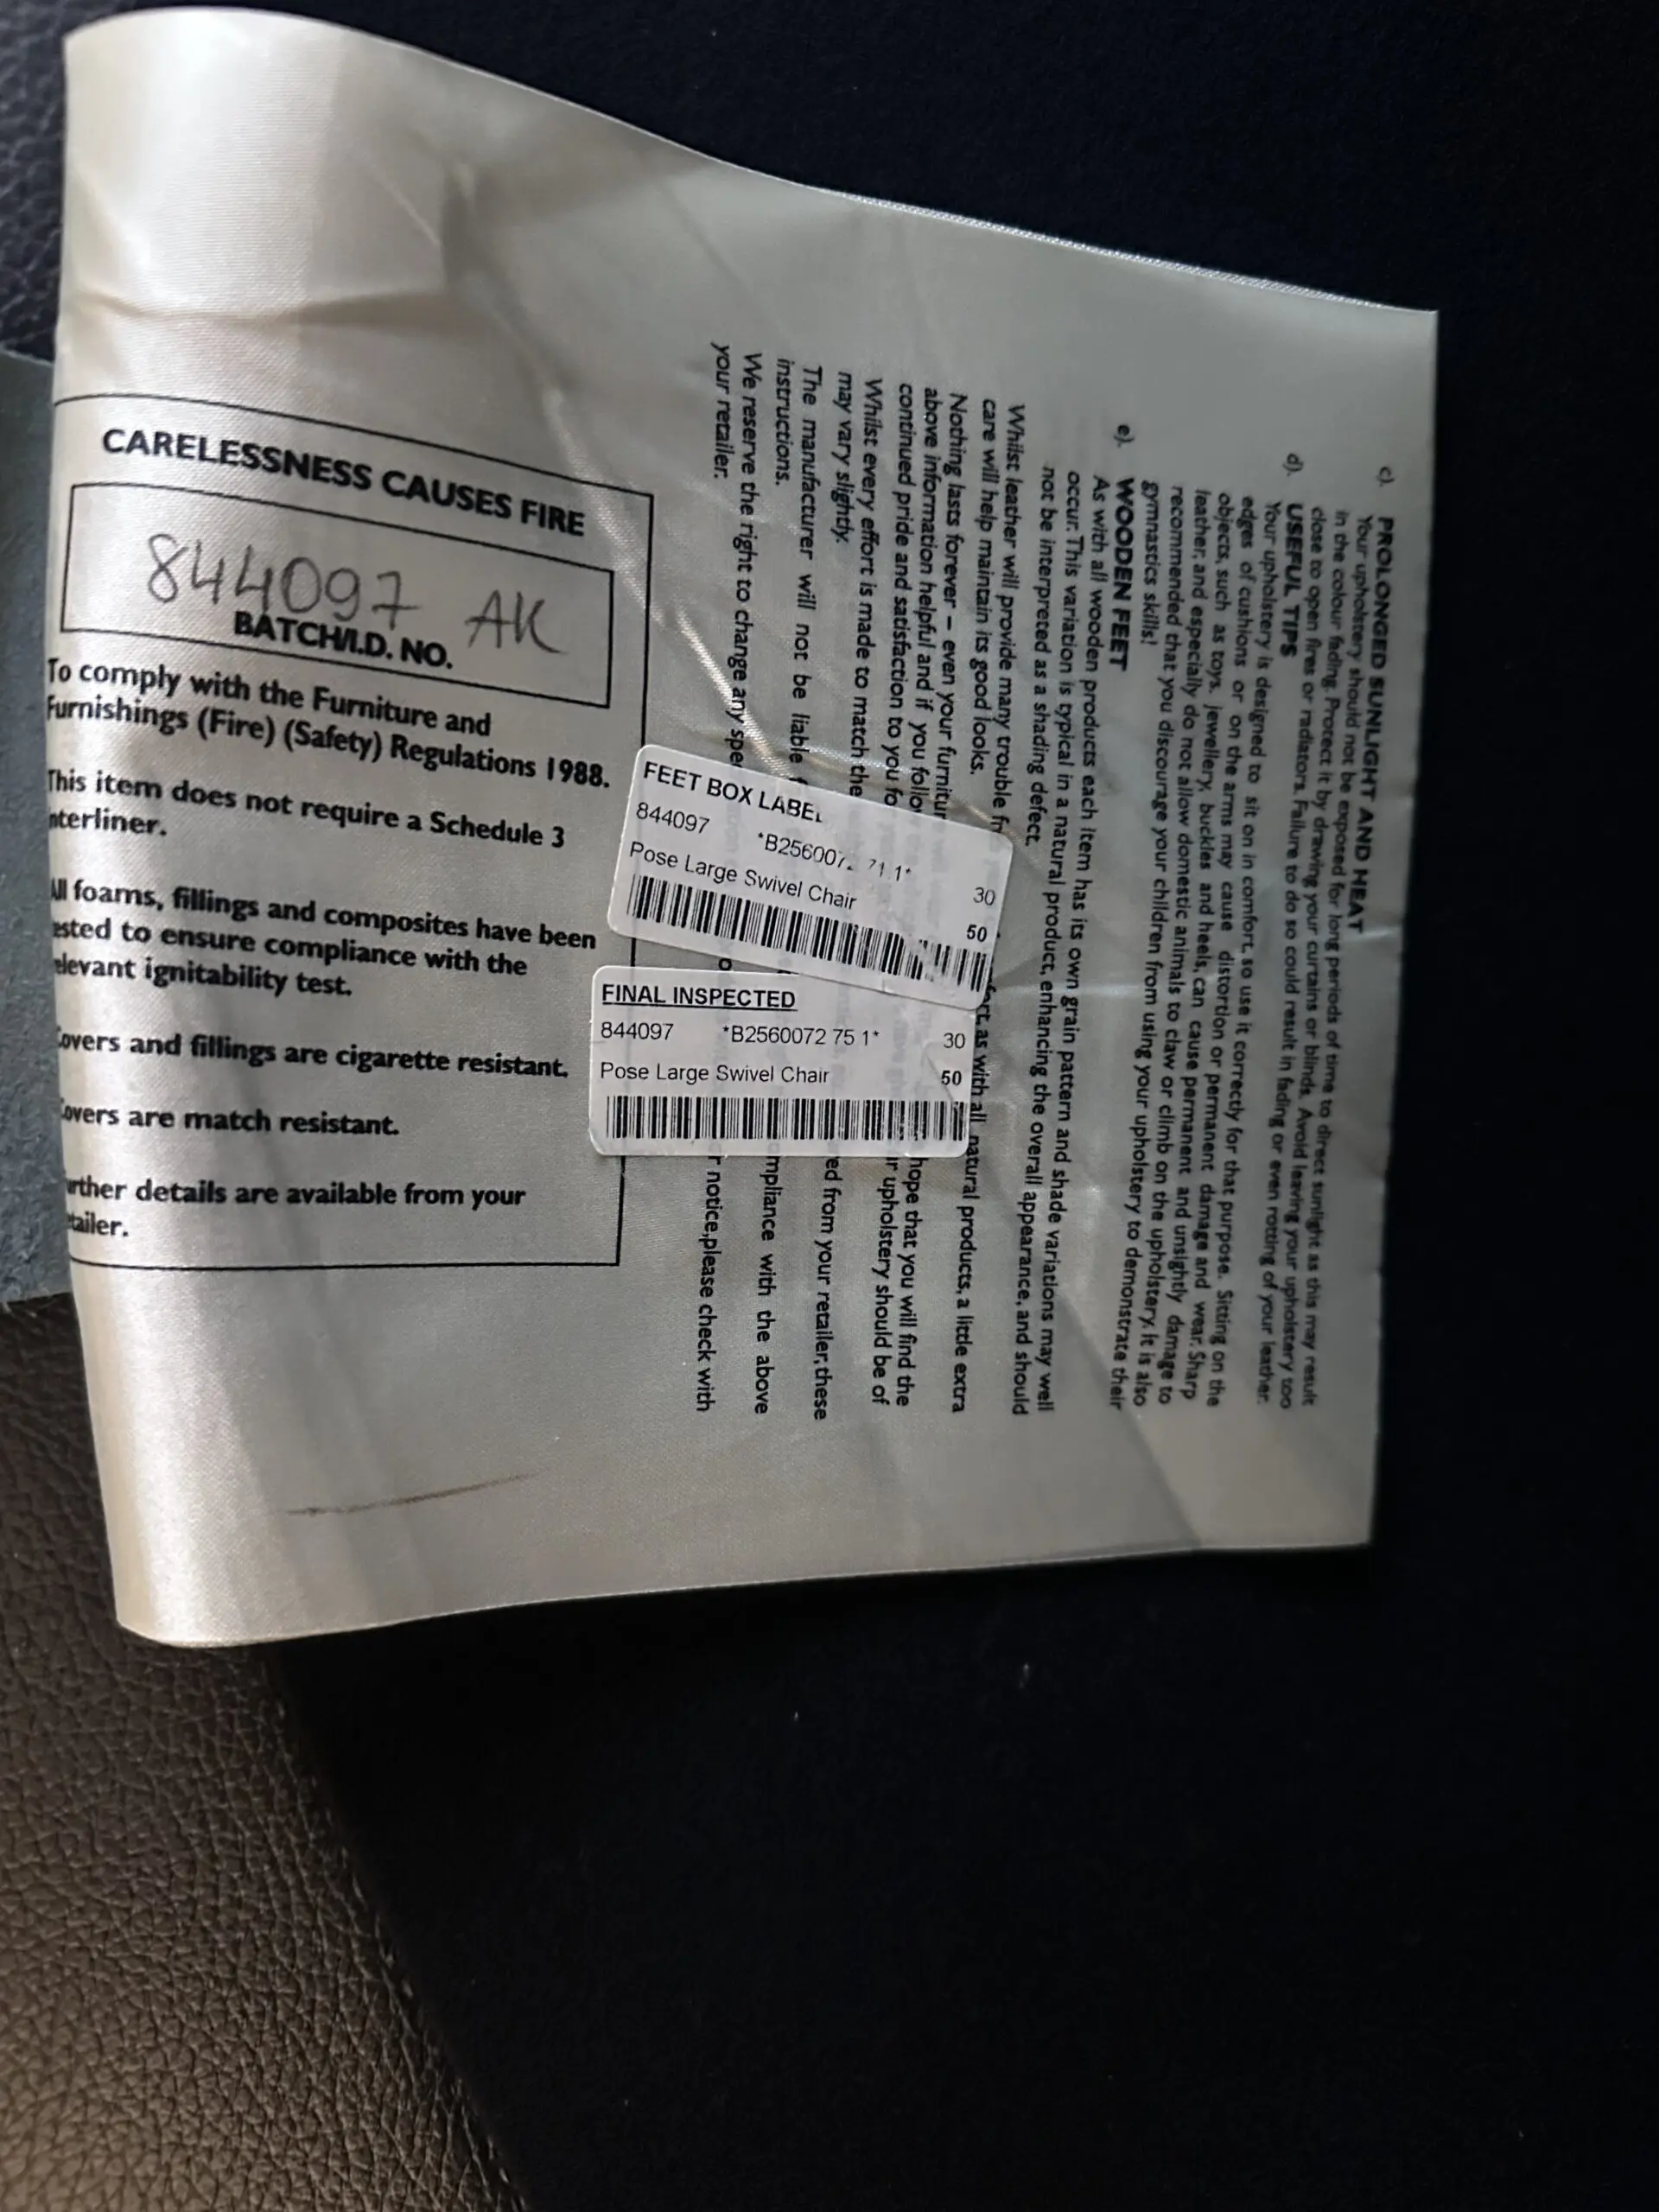 CARELESSNESS CAUSES FIRE
844097 AK
BATCH/I.D. NO.
To comply with the Furniture and
Furnishings (Fire) (Safety) Regulations 1988.
This item does not require a Schedule 3
nterliner.
All foams, fillings and composites have been
ested to ensure compliance with the
elevant ignitability test.
Covers and fillings are cigarette resistant.
Covers are match resistant.
urther details are available from your
etailer.
FEET BOX LABEL
844097 71 1*
Pose Large Swivel Chair 30
50
FINAL INSPECTED
844097 *B2560072 75 1* 30
Pose Large Swivel Chair 50
c). PROLONGED SUNLIGHT AND HEAT
Your upholstery should not be exposed for long periods of time to direct sunlight as this may result
in the colour fading. Protect it by drawing your curtains or blinds. Avoid leaving your upholstery too
close to open fires or radiators. Failure to do so could result in fading or even rotting of your leather.
d). USEFUL TIPS
Your upholstery is designed to sit on in comfort, so use it correctly for that purpose. Sitting on the
edges of cushions or on the arms may cause distortion or permanent damage and wear. Sharp
objects, such as toys, jewellery, buckles and heels, can cause permanent and unsightly damage to
leather, and especially do not allow domestic animals to claw or climb on the upholstery. It is also
recommended that you discourage your children from using your upholstery to demonstrate their
gymnastics skills!
e). WOODEN FEET
As with all wooden products each item has its own grain pattern and shade variations may well
occur. This variation is typical in a natural product, enhancing the overall appearance, and should
not be interpreted as a shading defect.
Whilst leather will provide many trouble fr fort, as with all natural products, a little extra
care will help maintain its good looks.
Nothing lasts forever – even your furnitur hope that you will find the
above information helpful and if you follo r upholstery should be of
continued pride and satisfaction to you fo
Whilst every effort is made to match the ed from your retailer, these
may vary slightly.
The manufacturer will not be liable f mpliance with the above
instructions.
We reserve the right to change any spe r notice, please check with
your retailer.